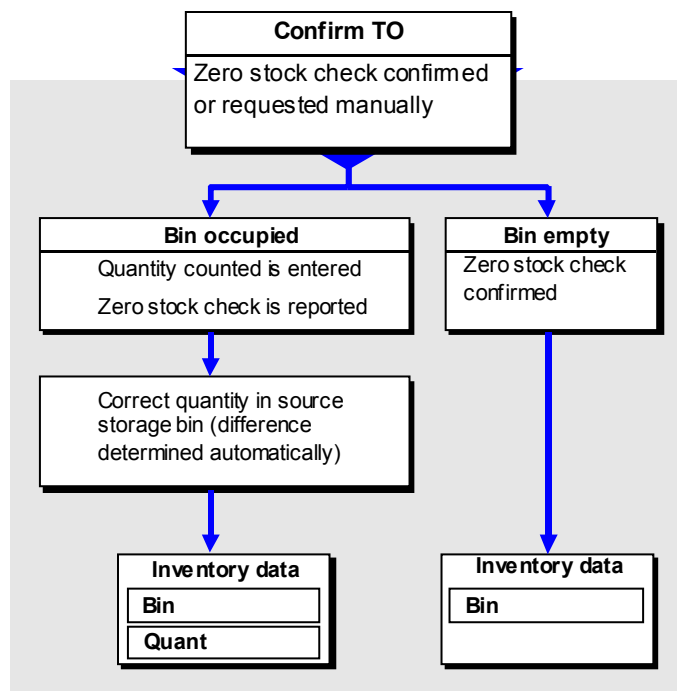 Confirm TO
Zero stock check confirmed
or requested manually
Bin occupied
Quantity counted is entered
Zero stock check is reported
Bin empty
Zero stock check
confirmed
Correct quantity in source
storage bin (difference
determined automatically)
Inventory data
Bin
Quant
Inventory data
Bin